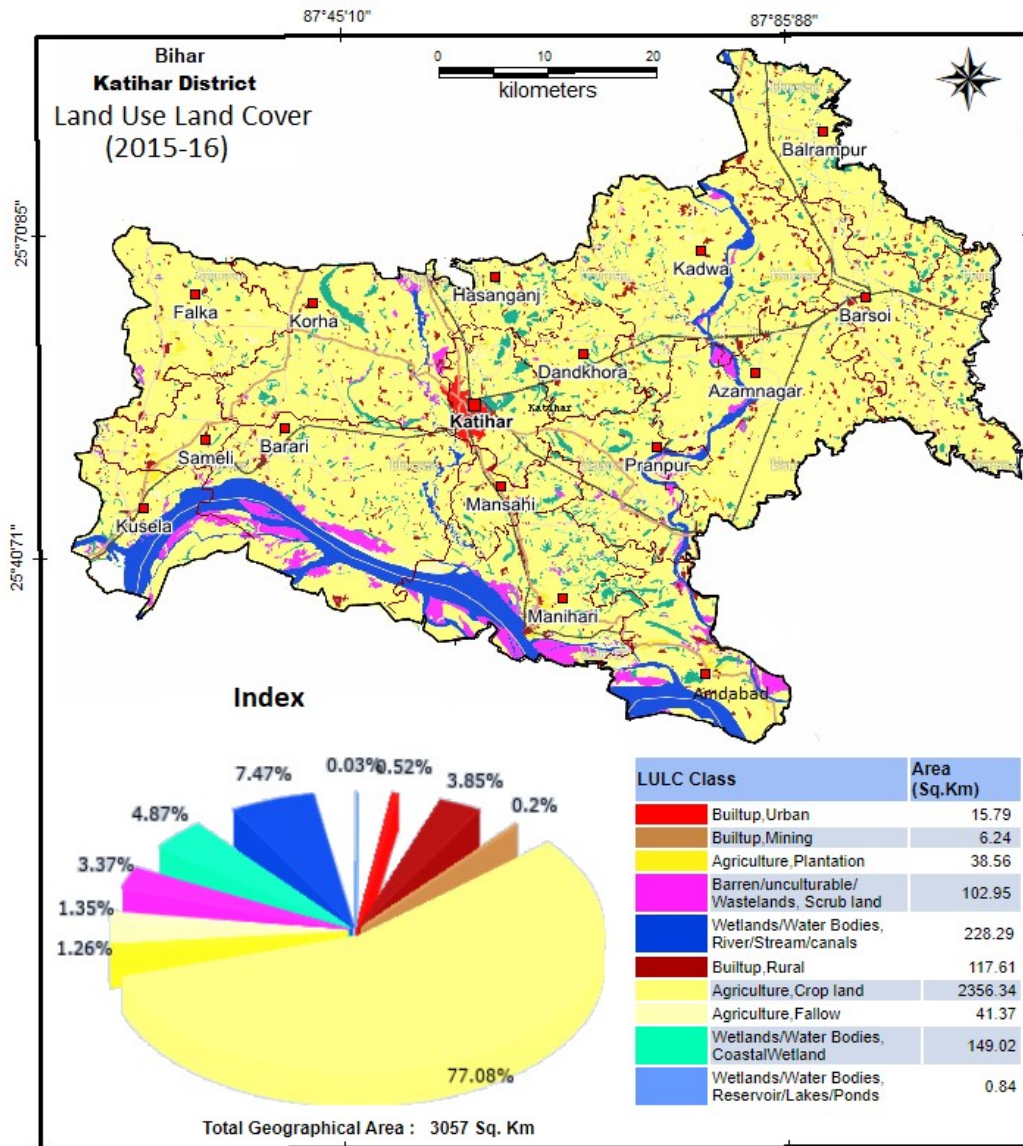 87°45'10"
87°85'88"
Bihar
Katihar District
Land Use Land Cover
(2015-16)
0
10
20
kilometers
Balrampur
25°70'85"
Kadwa
Hasanganj
Falka
Korha
Barsoi
Dandkhora
Azamnagar
Katihar
Katihar
Sameli
Barari
Pranpur
Mansahi
Kusela
25°40'71"
Manihari
Amdabad
Index
7.47%
0.03%
0.52%
3.85%
0.2%
4.87%
3.37%
1.35%
1.26%
77.08%
Total Geographical Area : 3057 Sq. Km
LULC Class
Area
(Sq.Km)
Builtup,Urban 15.79
Builtup,Mining 6.24
Agriculture,Plantation 38.56
Barren/unculturable/
Wastelands, Scrub land 102.95
Wetlands/Water Bodies,
River/Stream/canals 228.29
Builtup,Rural 117.61
Agriculture,Crop land 2356.34
Agriculture,Fallow 41.37
Wetlands/Water Bodies,
CoastalWetland 149.02
Wetlands/Water Bodies,
Reservoir/Lakes/Ponds 0.84